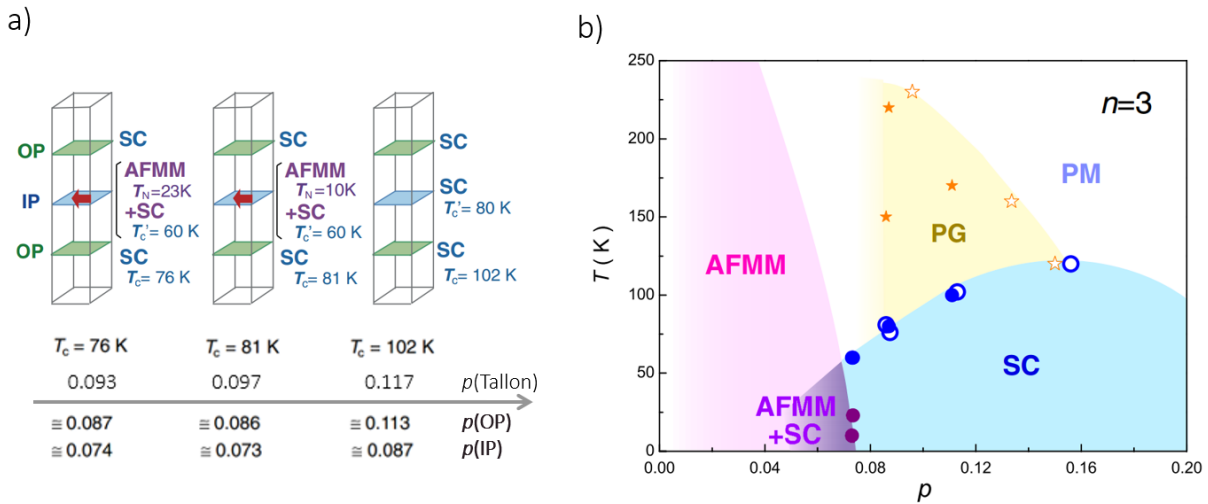 a)
OP
IP
OP
SC
AFMM
T_N=23K
+SC
T_c'= 60 K
SC
T_c= 76 K
SC
AFMM
T_N=10K
+SC
T_c'= 60 K
SC
T_c= 81 K
SC
SC
T_c'= 80 K
SC
T_c= 102 K
T_c = 76 K T_c = 81 K T_c = 102 K
0.093 0.097 0.117 p(Tallon)
≅ 0.087 ≅ 0.086 ≅ 0.113 p(OP)
≅ 0.074 ≅ 0.073 ≅ 0.087 p(IP)
b)
T ( K )
250
200
150
100
50
0
n=3
PM
PG
AFMM
SC
AFMM
+SC
0.00 0.04 0.08 0.12 0.16 0.20
p